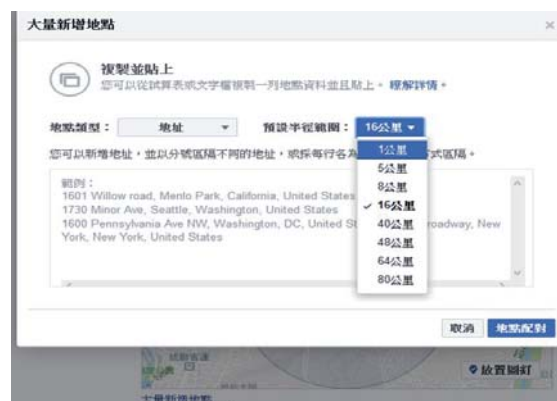 大量新增地點
×
複製並貼上
您可以從試算表或文字檔複製一列地點資料並且貼上。 瞭解詳情。
地點類型： 地址 預設半徑範圍： 16公里
您可以新增地址，並以分號區隔不同的地址，或採每行各為 式區隔。
1公里
5公里
8公里
16公里
40公里
48公里
64公里
80公里
範例：
1601 Willow road, Menlo Park, California, United States
1730 Minor Ave, Seattle, Washington, United States
1600 Pennsylvania Ave NW, Washington, DC, United St roadway, New
York, New York, United States
取消 地點配對
放置圖釘
大量新增地點